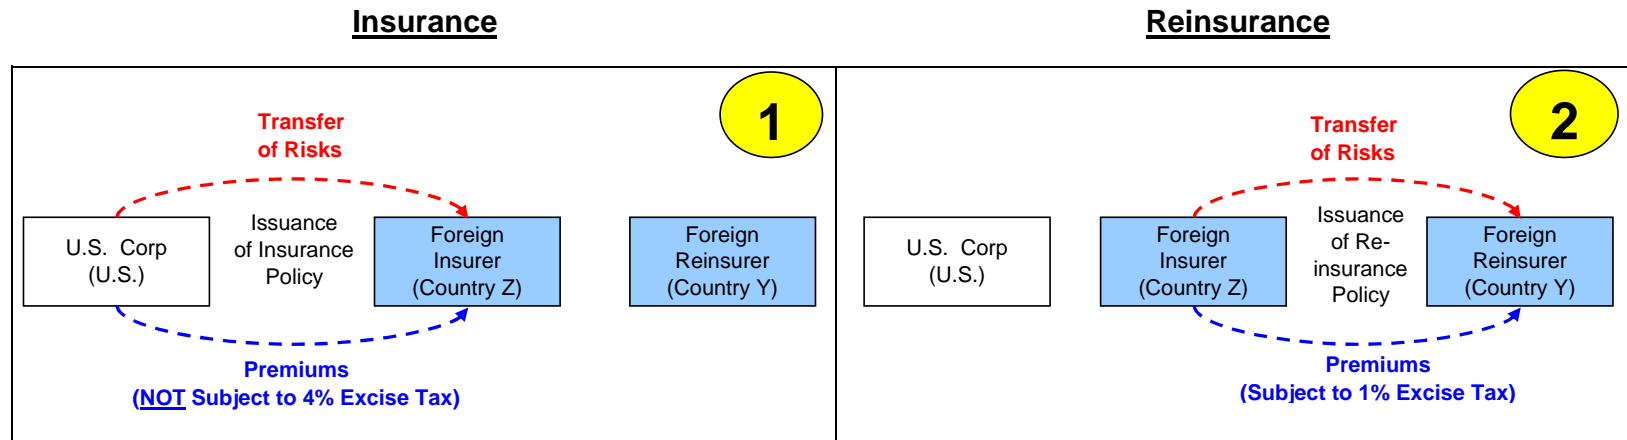 Insurance
Reinsurance
1
Transfer
of Risks
U.S. Corp
(U.S.)
Issuance
of Insurance
Policy
Foreign
Insurer
(Country Z)
Foreign
Reinsurer
(Country Y)
Premiums
(NOT Subject to 4% Excise Tax)
2
Transfer
of Risks
U.S. Corp
(U.S.)
Foreign
Insurer
(Country Z)
Issuance
of Re-
insurance
Policy
Foreign
Reinsurer
(Country Y)
Premiums
(Subject to 1% Excise Tax)